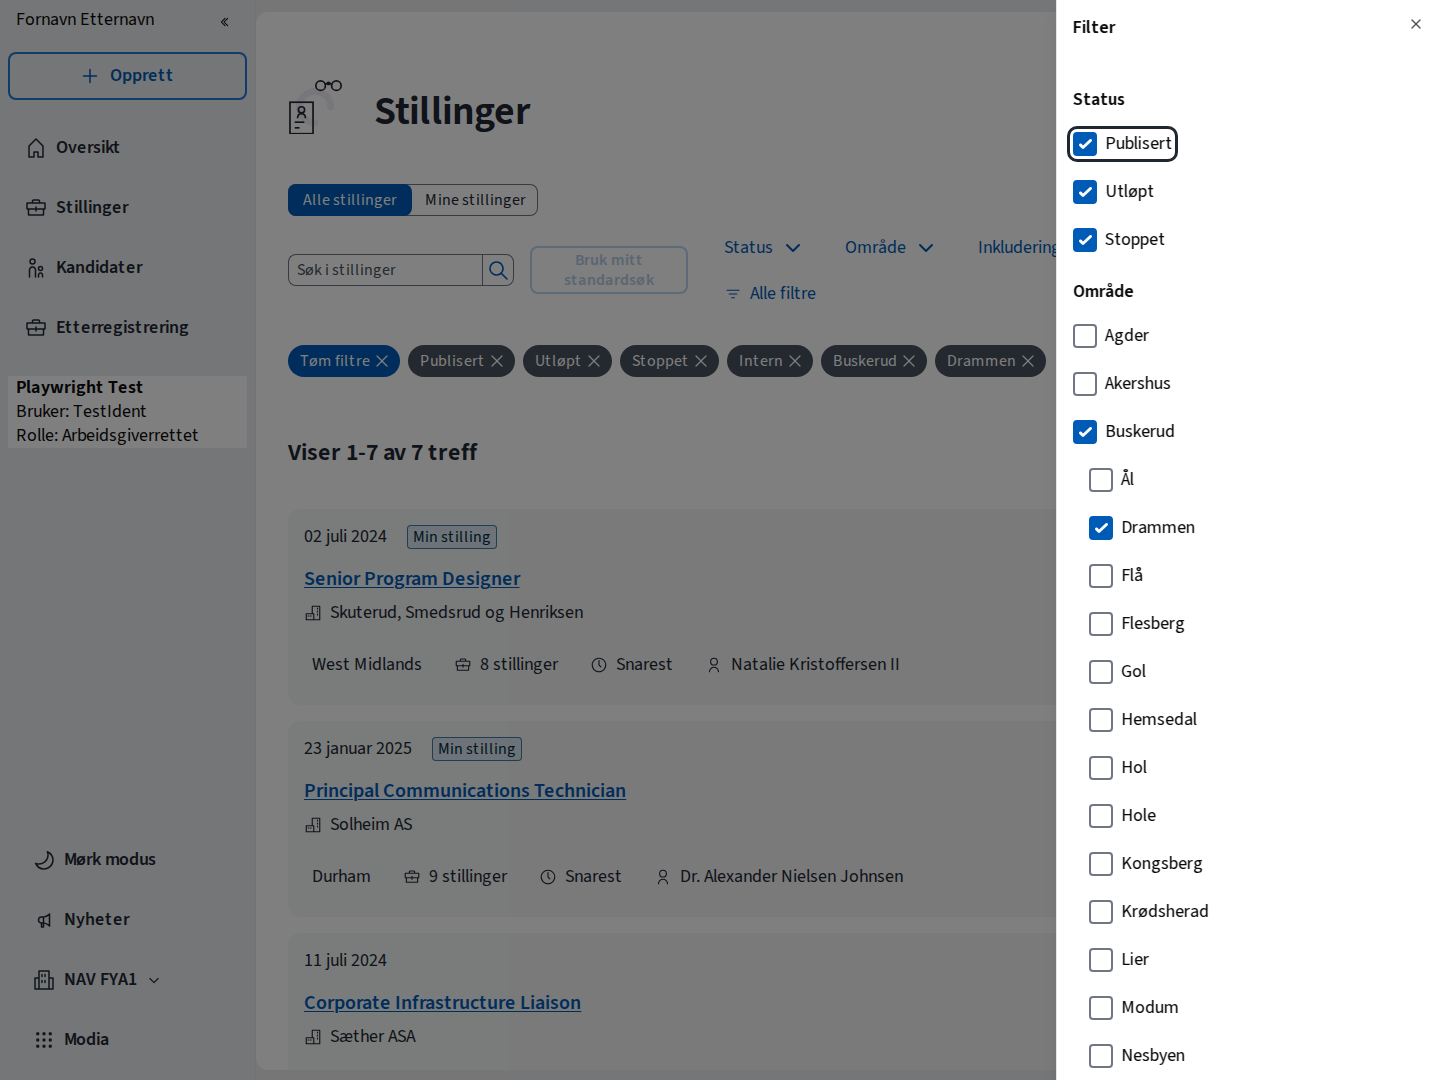 Fornavn Etternavn
Opprett
Oversikt
Stillinger
Kandidater
Etterregistrering
Playwright Test
Bruker: TestIdent
Rolle: Arbeidsgiverrettet
Mørk modus
Nyheter
NAV FYA1
Media
Stillinger
Alle stillinger
Mine stillinger
Søk i stillinger
Bruk mitt
standardsøk
Status
Område
Inkludering
Alle filtre
Tøm filtre
Publisert
Utløpt
Stoppet
Intern
Buskerud
Drammen
Viser 1-7 av 7 treff
02 juli 2024
Min stilling
Senior Program Designer
Skuterud, Smedsrud og Henriksen
West Midlands
8 stillinger
Snarest
Natalie Kristoffersen II
23 januar 2025
Min stilling
Principal Communications Technician
Solheim AS
Durham
9 stillinger
Snarest
Dr. Alexander Nielsen Johnsen
11 juli 2024
Corporate Infrastructure Liaison
Sæther ASA
Filter
Status
Publisert
Utløpt
Stoppet
Område
Agder
Akershus
Buskerud
Ål
Drammen
Flå
Flesberg
Gol
Hemsedal
Hol
Hole
Kongsberg
Krødsherad
Lier
Modum
Nesbyen